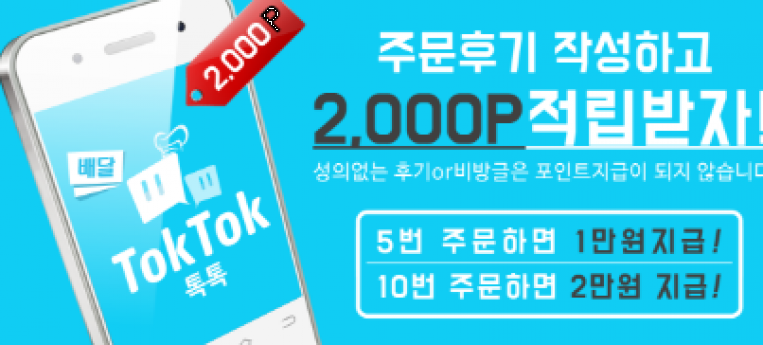 2,000P
배달
TokTok
톡톡
주문후기 작성하고
2,000P적립받자!
성의없는 후기or비방글은 포인트지급이 되지 않습니다
5번 주문하면 1만원지급!
10번 주문하면 2만원 지급!